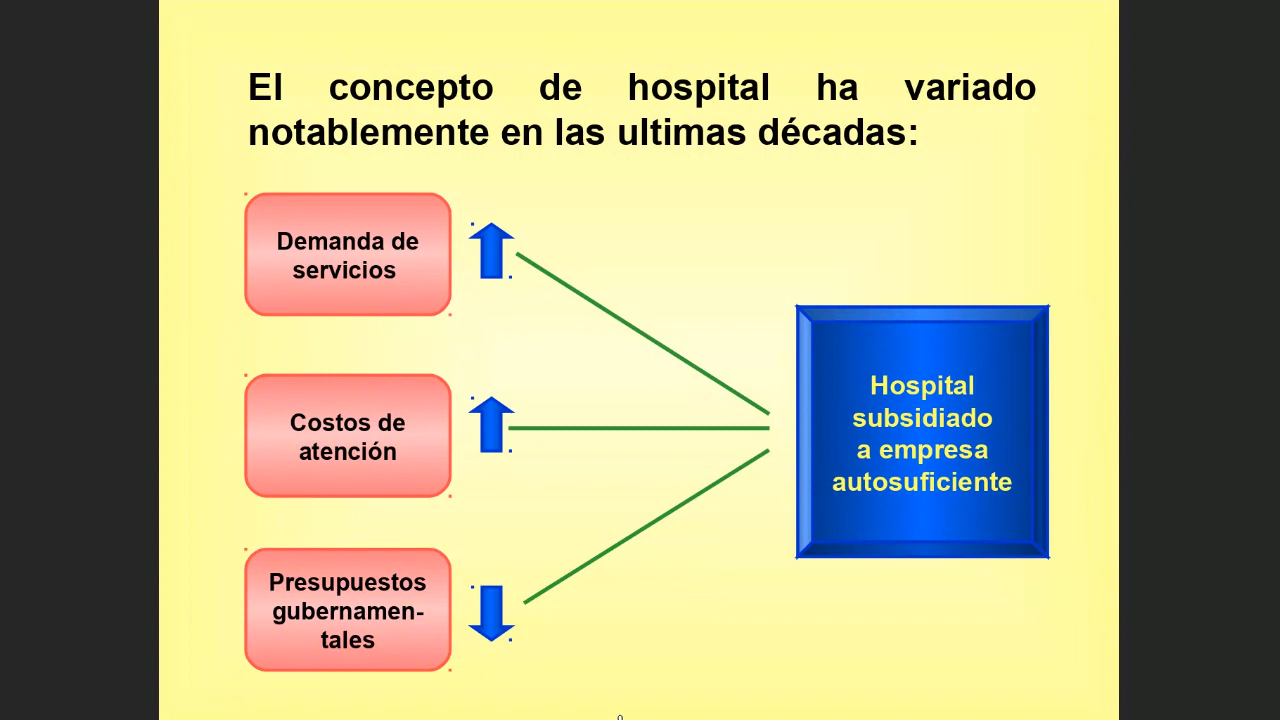 El concepto de hospital ha variado
notablemente en las ultimas décadas:
Demanda de
servicios
Costos de
atención
Presupuestos
gubernamen-
tales
Hospital
subsidiado
a empresa
autosuficiente